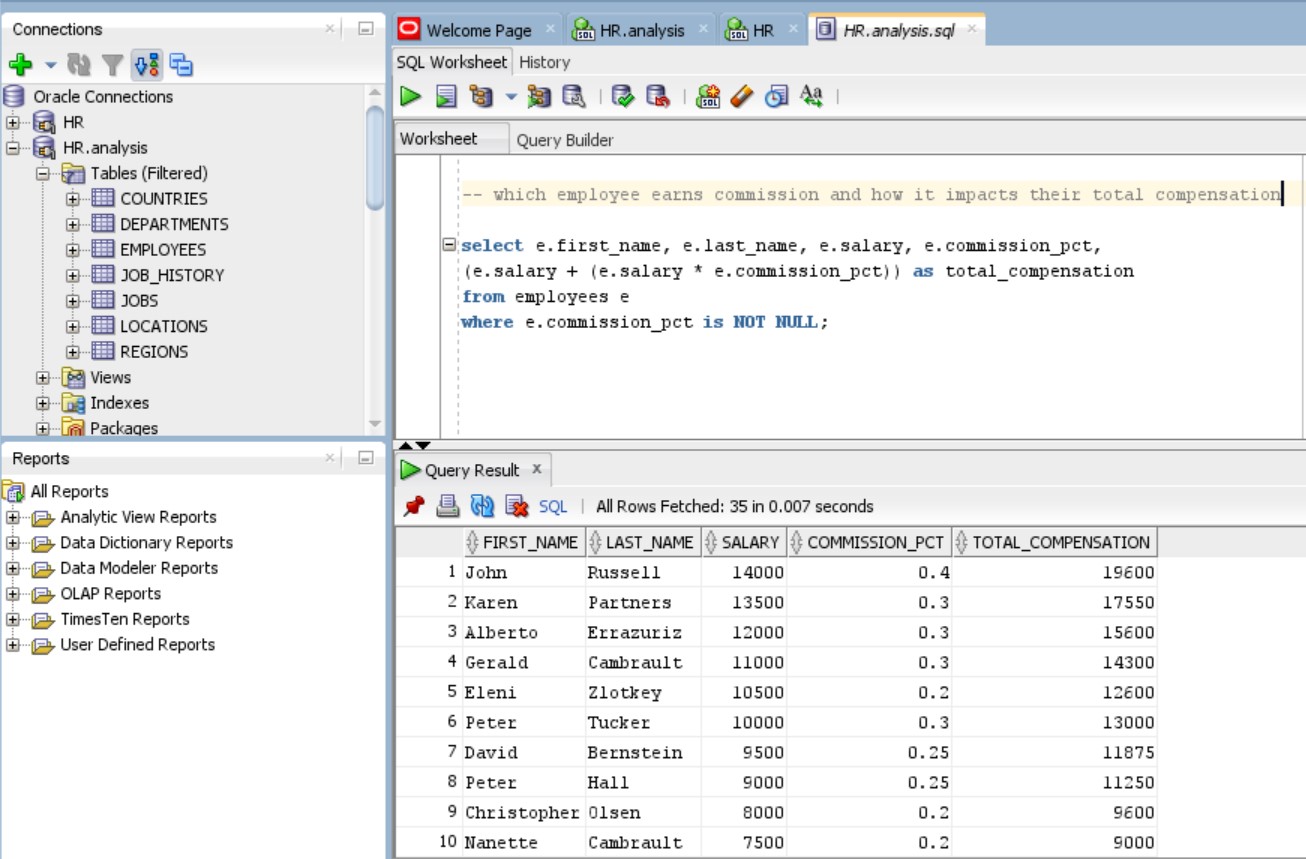 Connections
Oracle Connections
HR
HR.analysis
Tables (Filtered)
COUNTRIES
DEPARTMENTS
EMPLOYEES
JOB_HISTORY
JOBS
LOCATIONS
REGIONS
Views
Indexes
Packages
Reports
All Reports
Analytic View Reports
Data Dictionary Reports
Data Modeler Reports
OLAP Reports
TimesTen Reports
User Defined Reports
Welcome Page HR.analysis HR HR.analysis.sql
SQL Worksheet History
Worksheet Query Builder
-- which employee earns commission and how it impacts their total compensation
select e.first_name, e.last_name, e.salary, e.commission_pct,
(e.salary + (e.salary * e.commission_pct)) as total_compensation
from employees e
where e.commission_pct is NOT NULL;
Query Result x
SQL | All Rows Fetched: 35 in 0.007 seconds
FIRST_NAME LAST_NAME SALARY COMMISSION_PCT TOTAL_COMPENSATION
1 John Russell 14000 0.4 19600
2 Karen Partners 13500 0.3 17550
3 Alberto Errazuriz 12000 0.3 15600
4 Gerald Cambrault 11000 0.3 14300
5 Eleni Zlotkey 10500 0.2 12600
6 Peter Tucker 10000 0.3 13000
7 David Bernstein 9500 0.25 11875
8 Peter Hall 9000 0.25 11250
9 Christopher Olsen 8000 0.2 9600
10 Nanette Cambrault 7500 0.2 9000